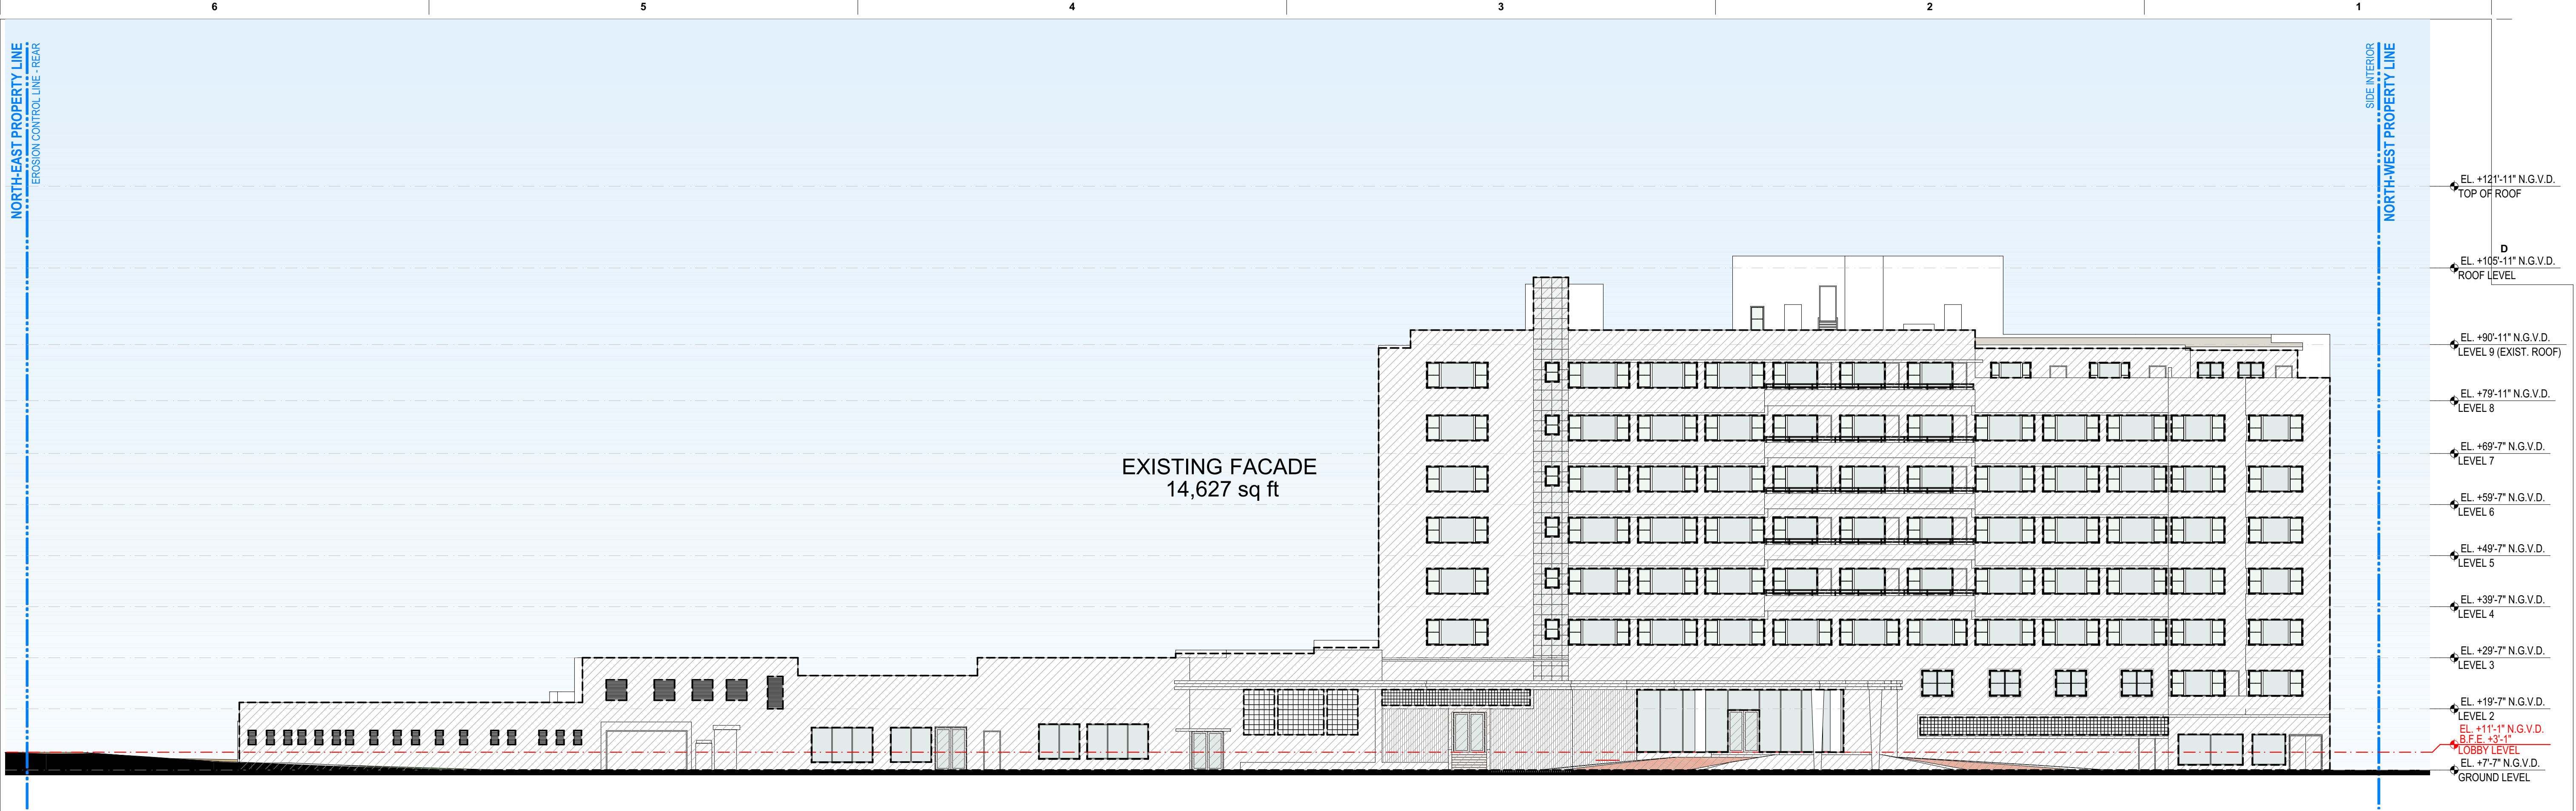 6 5 4 3 2 1
NORTH-EAST PROPERTY LINE
EROSION CONTROL LINE - REAR
SIDE INTERIOR
NORTH-WEST PROPERTY LINE
EL. +121'-11" N.G.V.D.
TOP OF ROOF
D
EL. +105'-11" N.G.V.D.
ROOF LEVEL
EL. +90'-11" N.G.V.D.
LEVEL 9 (EXIST. ROOF)
EL. +79'-11" N.G.V.D.
LEVEL 8
EL. +69'-7" N.G.V.D.
LEVEL 7
EXISTING FACADE
14,627 sq ft
EL. +59'-7" N.G.V.D.
LEVEL 6
EL. +49'-7" N.G.V.D.
LEVEL 5
EL. +39'-7" N.G.V.D.
LEVEL 4
EL. +29'-7" N.G.V.D.
LEVEL 3
EL. +19'-7" N.G.V.D.
LEVEL 2
EL. +11'-1" N.G.V.D.
B.F.E. +3'-1"
LOBBY LEVEL
EL. +7'-7" N.G.V.D.
GROUND LEVEL